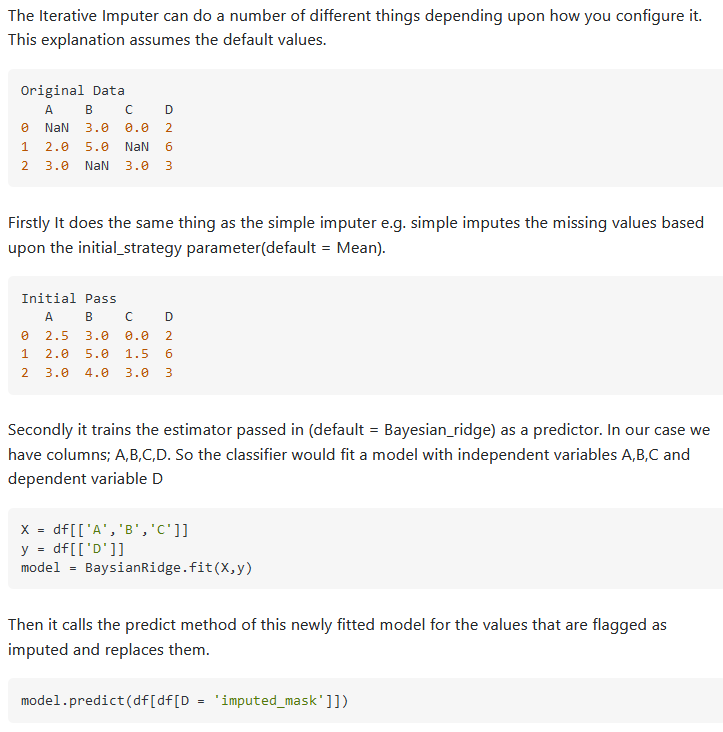 The Iterative Imputer can do a number of different things depending upon how you configure it.
This explanation assumes the default values.
Original Data
A B C D
0 NaN 3.0 0.0 2
1 2.0 5.0 NaN 6
2 3.0 NaN 3.0 3
Firstly It does the same thing as the simple imputer e.g. simple imputes the missing values based
upon the initial_strategy parameter(default = Mean).
Initial Pass
A B C D
0 2.5 3.0 0.0 2
1 2.0 5.0 1.5 6
2 3.0 4.0 3.0 3
Secondly it trains the estimator passed in (default = Bayesian_ridge) as a predictor. In our case we
have columns; A,B,C,D. So the classifier would fit a model with independent variables A,B,C and
dependent variable D
X = df[['A','B','C']]
y = df[['D']]
model = BaysianRidge.fit(X,y)
Then it calls the predict method of this newly fitted model for the values that are flagged as
imputed and replaces them.
model.predict(df[df[D = 'imputed_mask']])